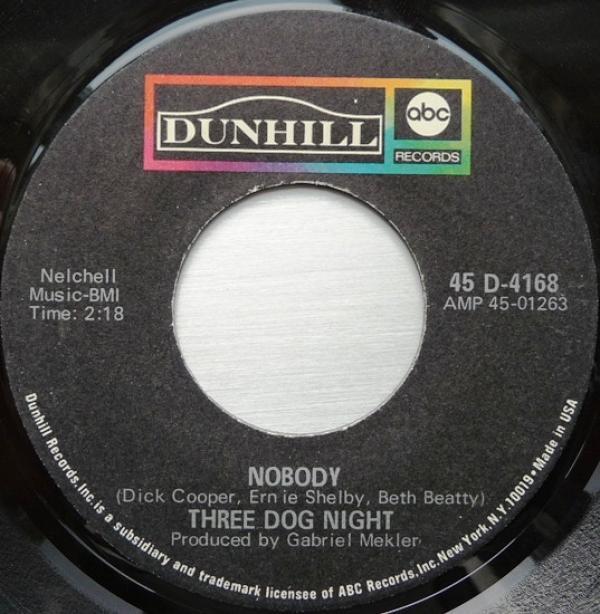 DUNHILL
abc
RECORDS
Nelchell
Music-BMI
Time: 2:18
45 D-4168
AMP 45-01263
NOBODY
(Dick Cooper, Ernie Shelby, Beth Beatty)
THREE DOG NIGHT
Produced by Gabriel Mekler
Dunhill Records, Inc. is a subsidiary and trademark licensee of ABC Records, Inc. New York, N.Y. 10019 • Made in USA